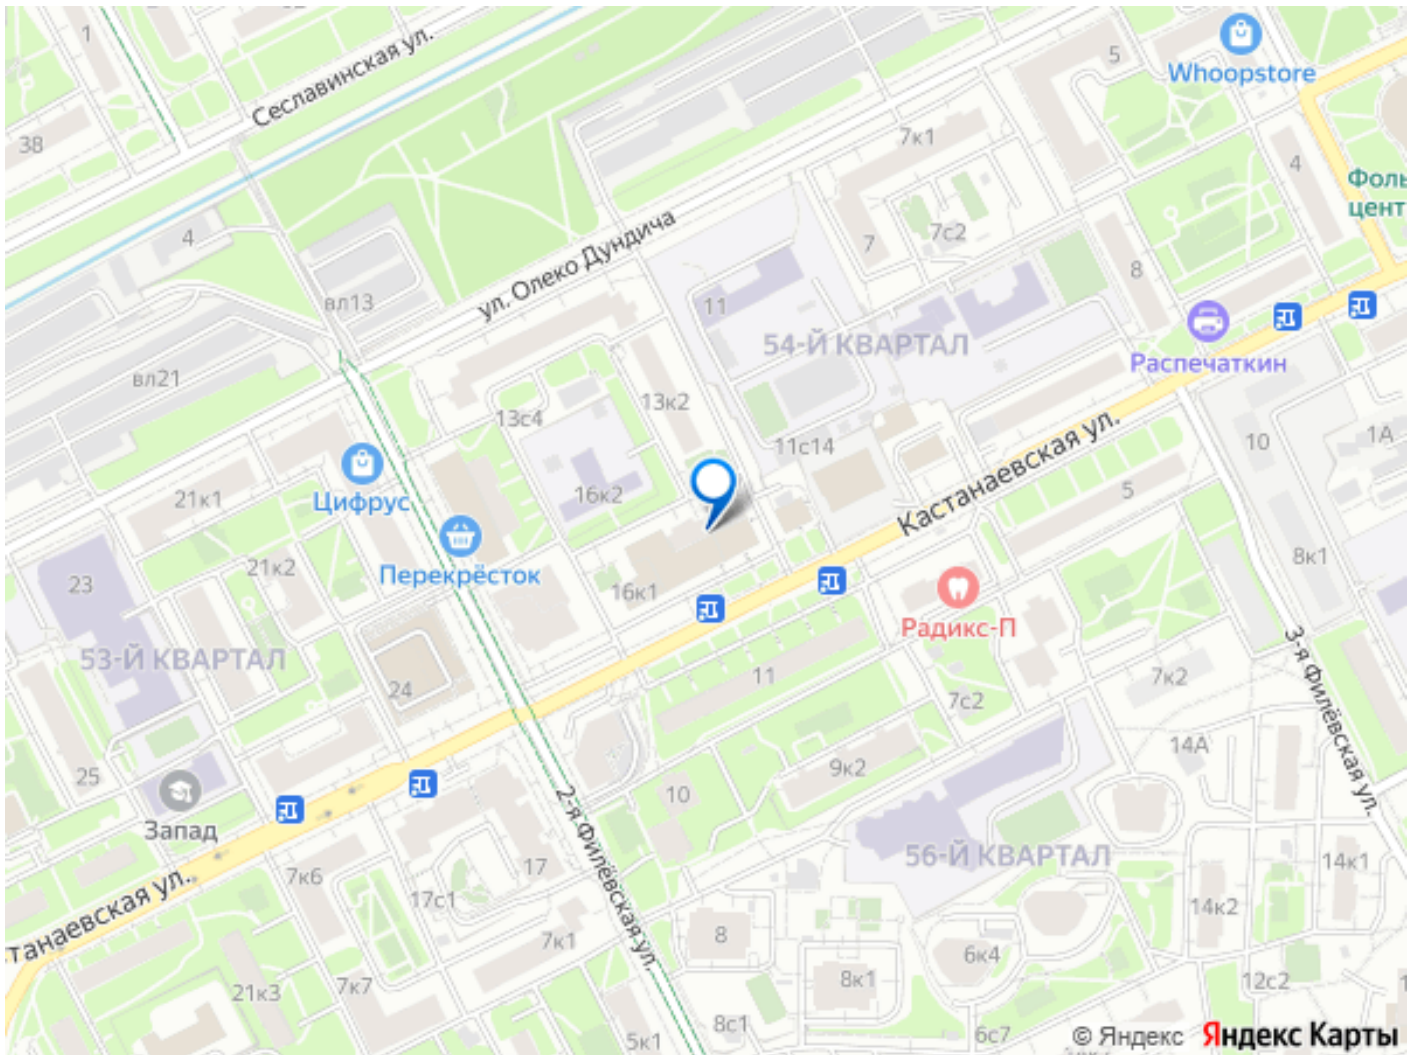 1
Сеславинская ул.
38
4
5
Whoopstore
7к1
4
Фоль
цент
ул. Олеко Дундича
7
7с2
8
вл13
11
54-Й КВАРТАЛ
Распечаткин
вл21
13с4
13к2
11с14
Кастанаевская ул.
10
1А
21к1
Цифрус
16к2
5
23
21к2
Перекрёсток
16к1
8к1
Радикс-П
3-я Филёвская ул.
53-Й КВАРТАЛ
24
11
7с2
7к2
25
14А
9к2
Запад
10
2-я Филёвская ул.
56-Й КВАРТАЛ
7к6
17
17с1
14к1
танаевская ул.
14к2
7к1
8
6к4
21к3
7к7
8к1
12с2
8с1
5к1
6с7
© Яндекс Яндекс Карты